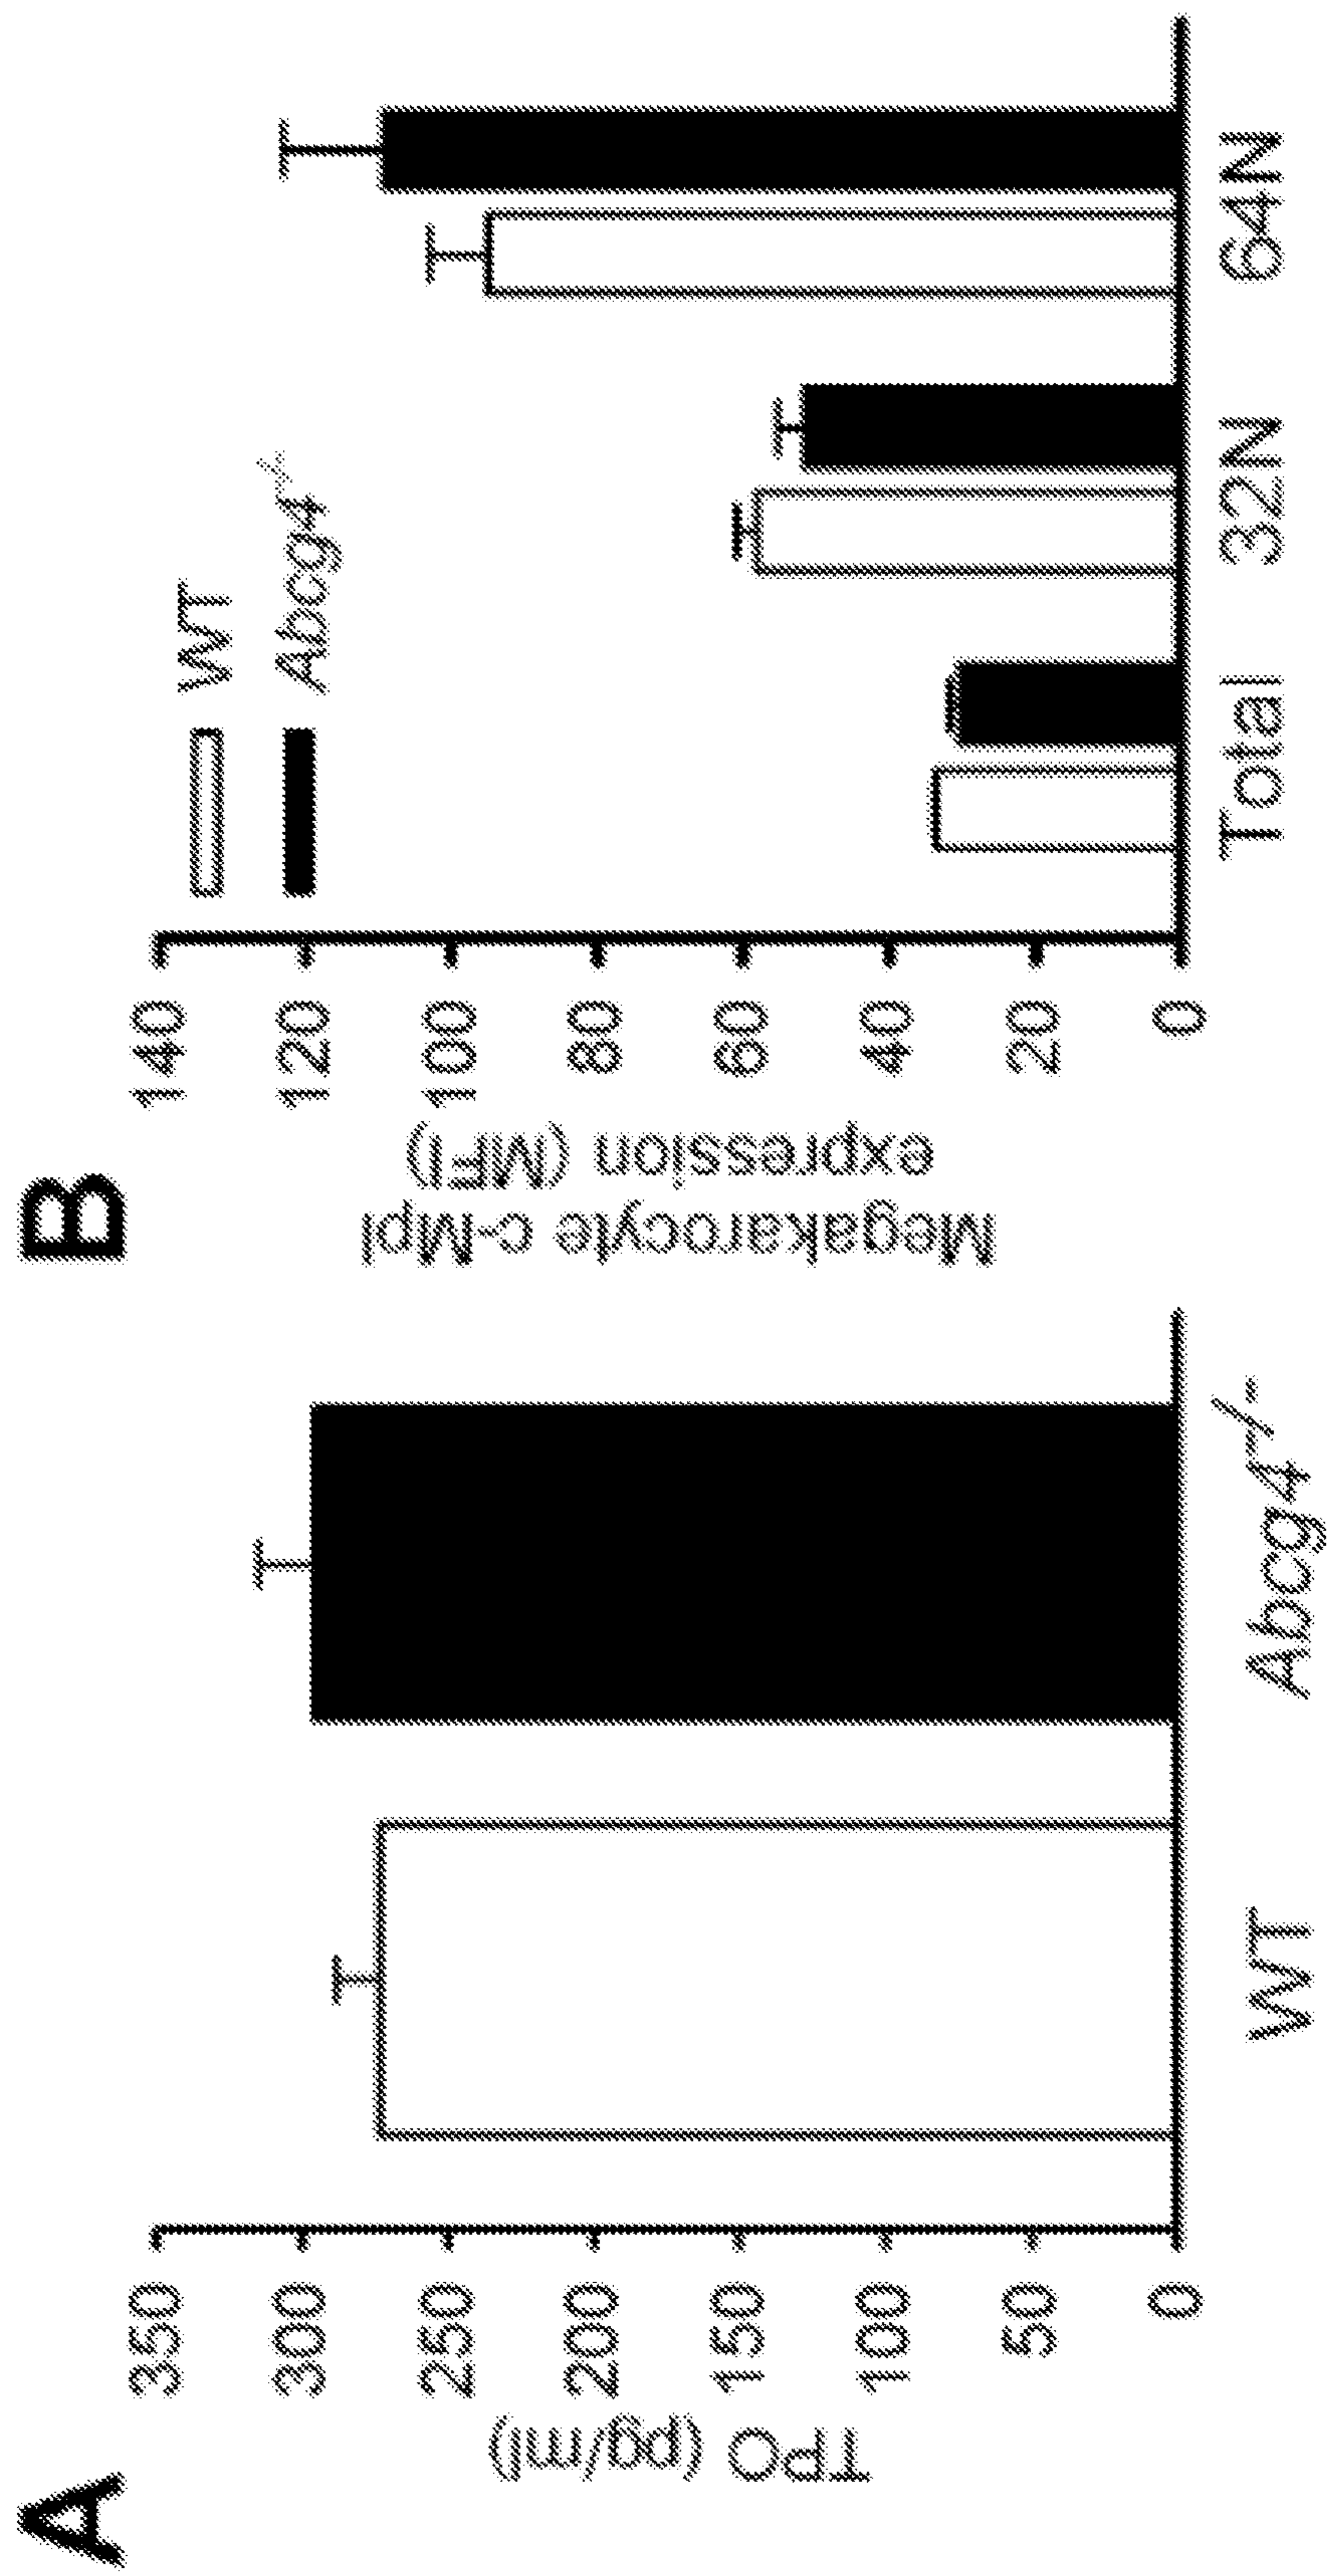 A
TPO (pg/ml)
350
300
250
200
150
100
50
0
WT
Abcg4⁻/⁻
B
Megakarocyte c-Mpl
expression (MFI)
140
120
100
80
60
40
20
0
WT
Abcg4⁻/⁻
Total
32N
64N